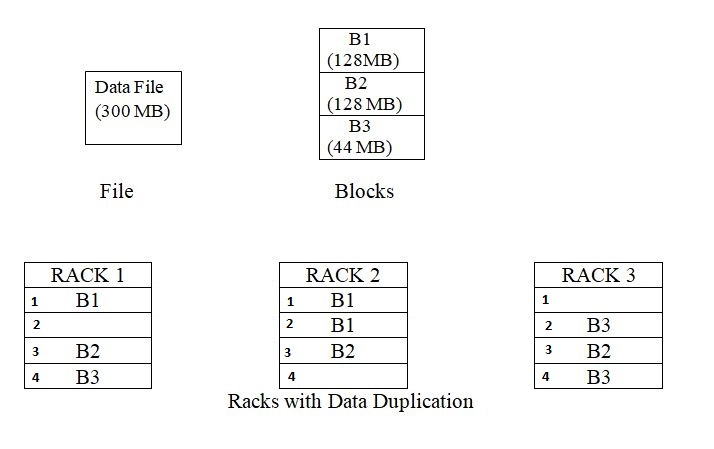 B1
(128MB)
Data File
(300 MB)
B2
(128 MB)
B3
(44 MB)
File
Blocks
RACK 1
1 B1
2
3 B2
4 B3
RACK 2
1 B1
2 B1
3 B2
4
RACK 3
1
2 B3
3 B2
4 B3
Racks with Data Duplication